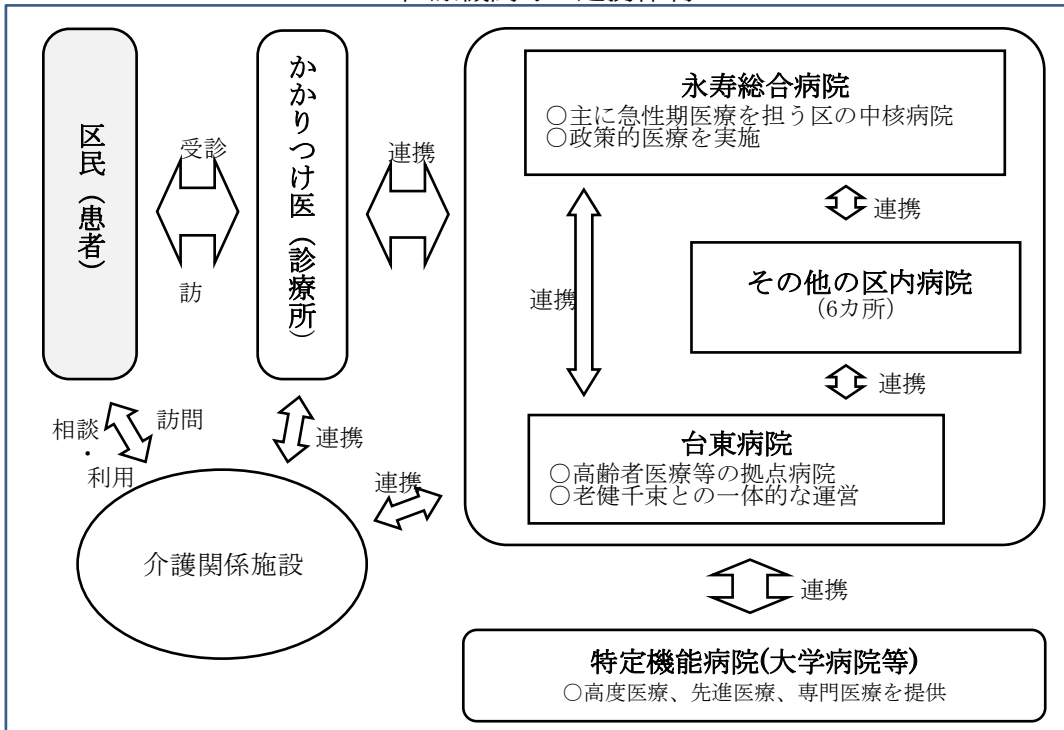 区民（患者）
受診
訪
かかりつけ医（診療所）
連携
永寿総合病院
○主に急性期医療を担う区の中核病院
○政策的医療を実施
連携
連携
その他の区内病院
(6カ所)
連携
台東病院
○高齢者医療等の拠点病院
○老健千束との一体的な運営
相談
・
利用
訪問
連携
連携
介護関係施設
連携
特定機能病院(大学病院等)
○高度医療、先進医療、専門医療を提供